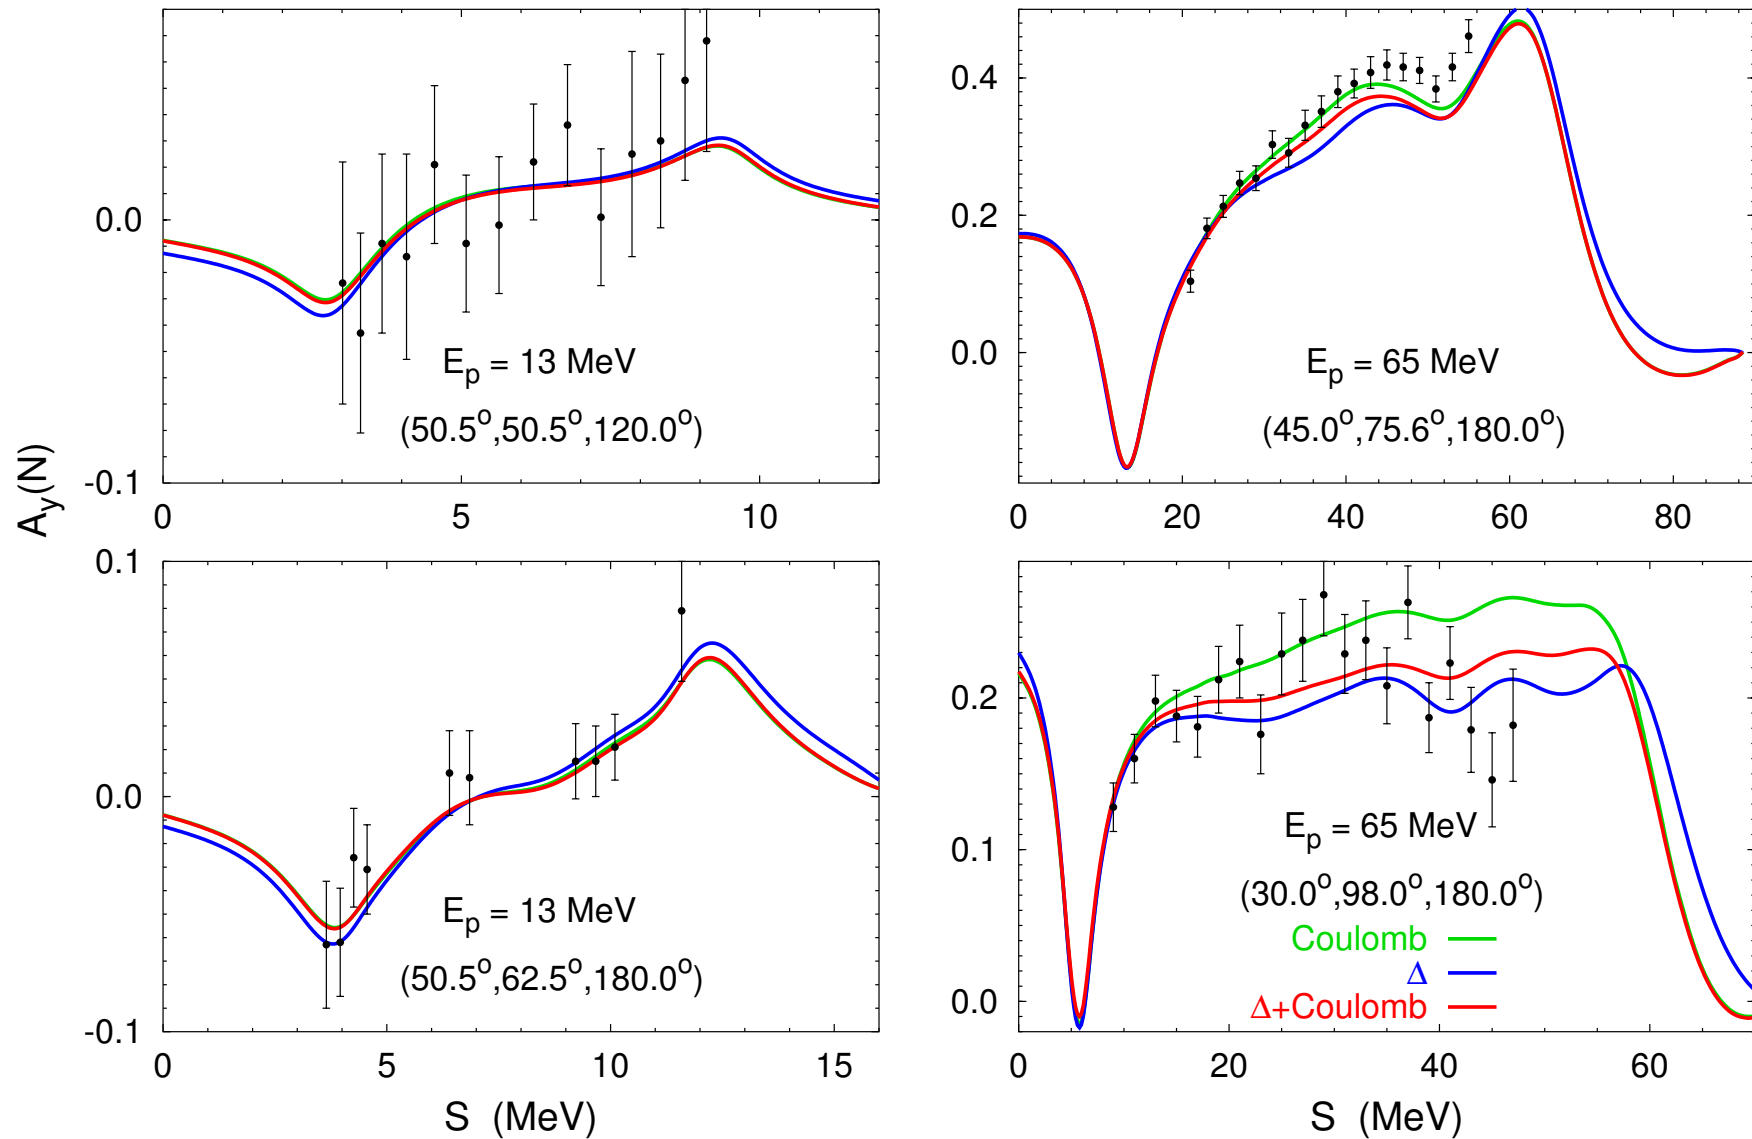 A_y(N)
0.0
-0.1
0 5 10
E_p = 13 MeV
(50.5°,50.5°,120.0°)
0.4
0.2
0.0
0 20 40 60 80
E_p = 65 MeV
(45.0°,75.6°,180.0°)
0.1
0.0
-0.1
0 5 10 15
E_p = 13 MeV
(50.5°,62.5°,180.0°)
S (MeV)
0.2
0.1
0.0
0 20 40 60
E_p = 65 MeV
(30.0°,98.0°,180.0°)
Coulomb
Δ
Δ+Coulomb
S (MeV)